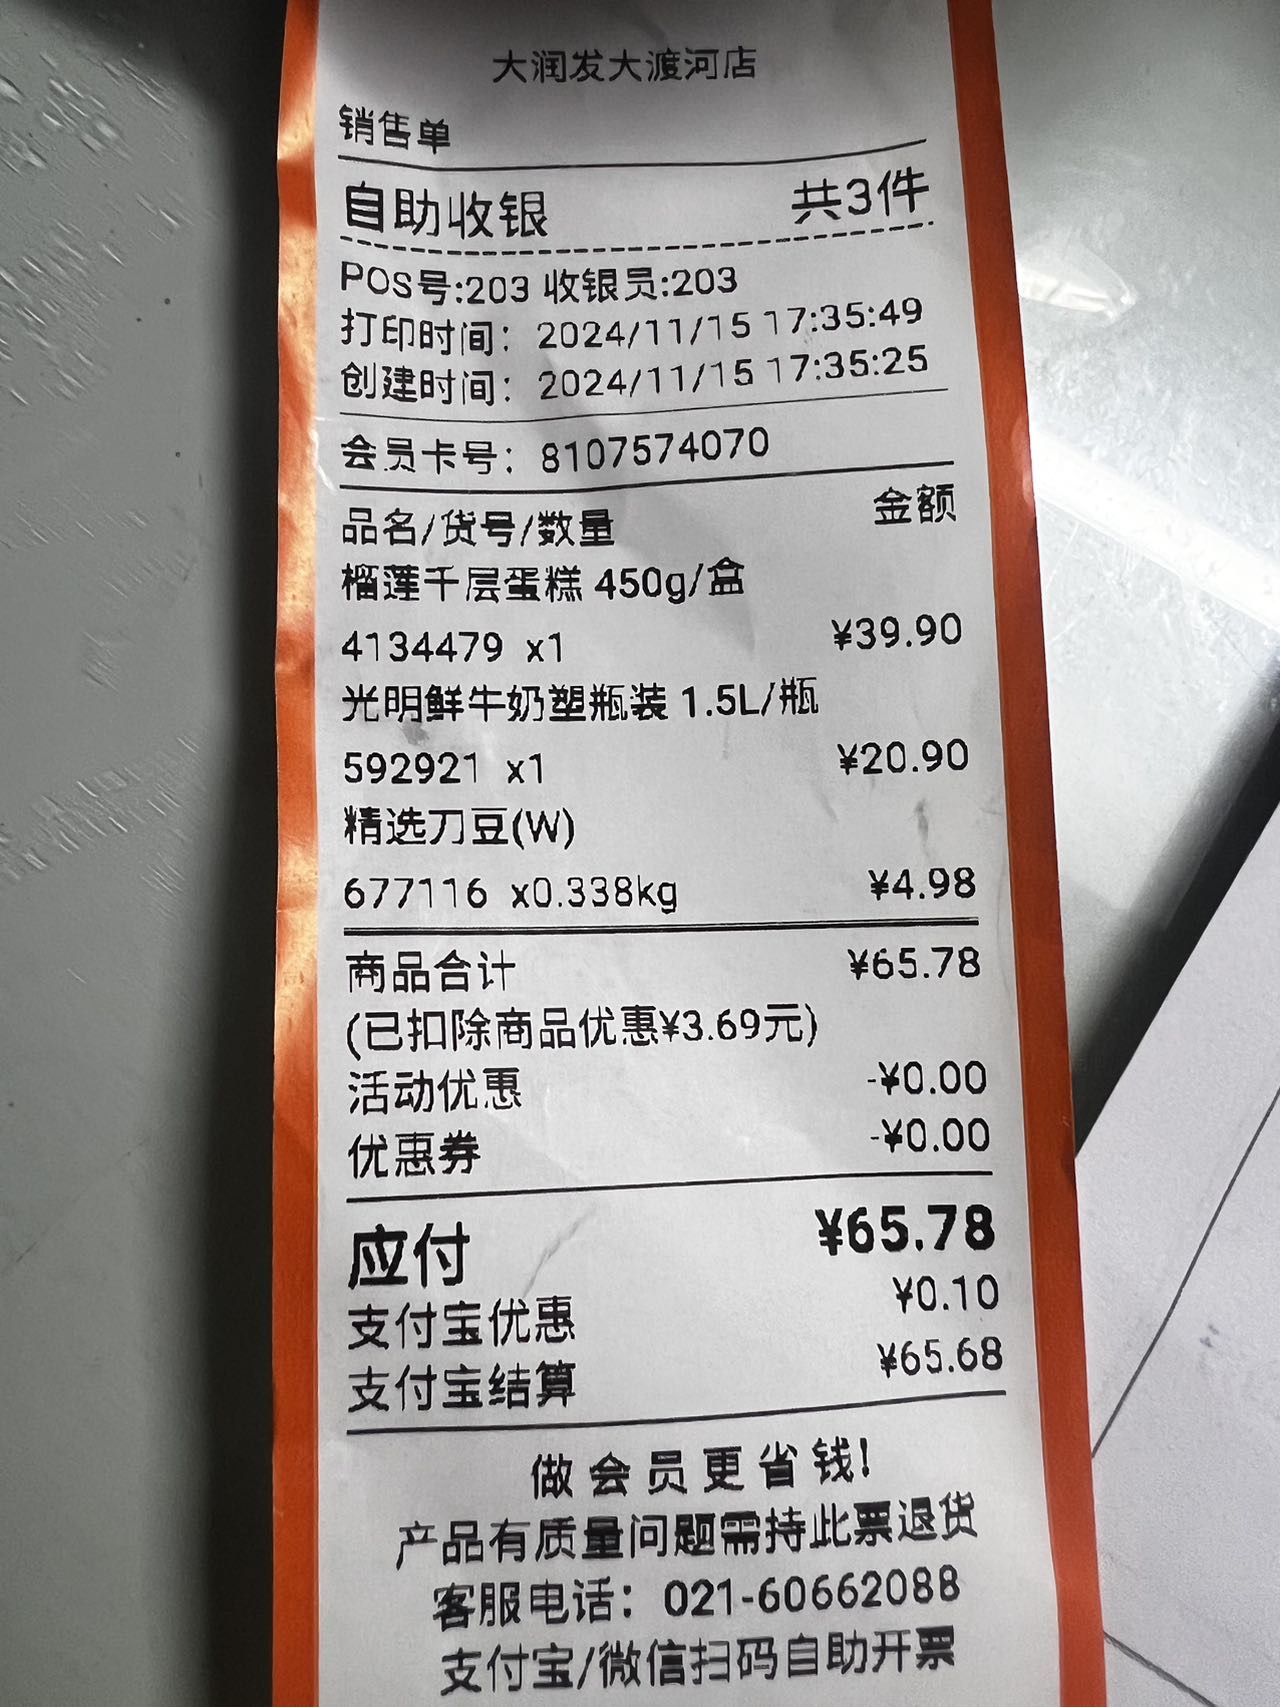 大润发大渡河店
销售单
自助收银 共3件
POS号:203 收银员:203
打印时间：2024/11/15 17:35:49
创建时间：2024/11/15 17:35:25
会员卡号：8107574070
金额
品名/货号/数量
榴莲千层蛋糕 450g/盒
4134479 x1 ¥39.90
光明鲜牛奶塑瓶装 1.5L/瓶
592921 x1 ¥20.90
精选刀豆(W)
677116 x0.338kg ¥4.98
商品合计 ¥65.78
(已扣除商品优惠¥3.69元)
活动优惠 -¥0.00
优惠券 -¥0.00
应付 ¥65.78
支付宝优惠 ¥0.10
支付宝结算 ¥65.68
做会员更省钱!
产品有质量问题需持此票退货
客服电话：021-60662088
支付宝/微信扫码自助开票